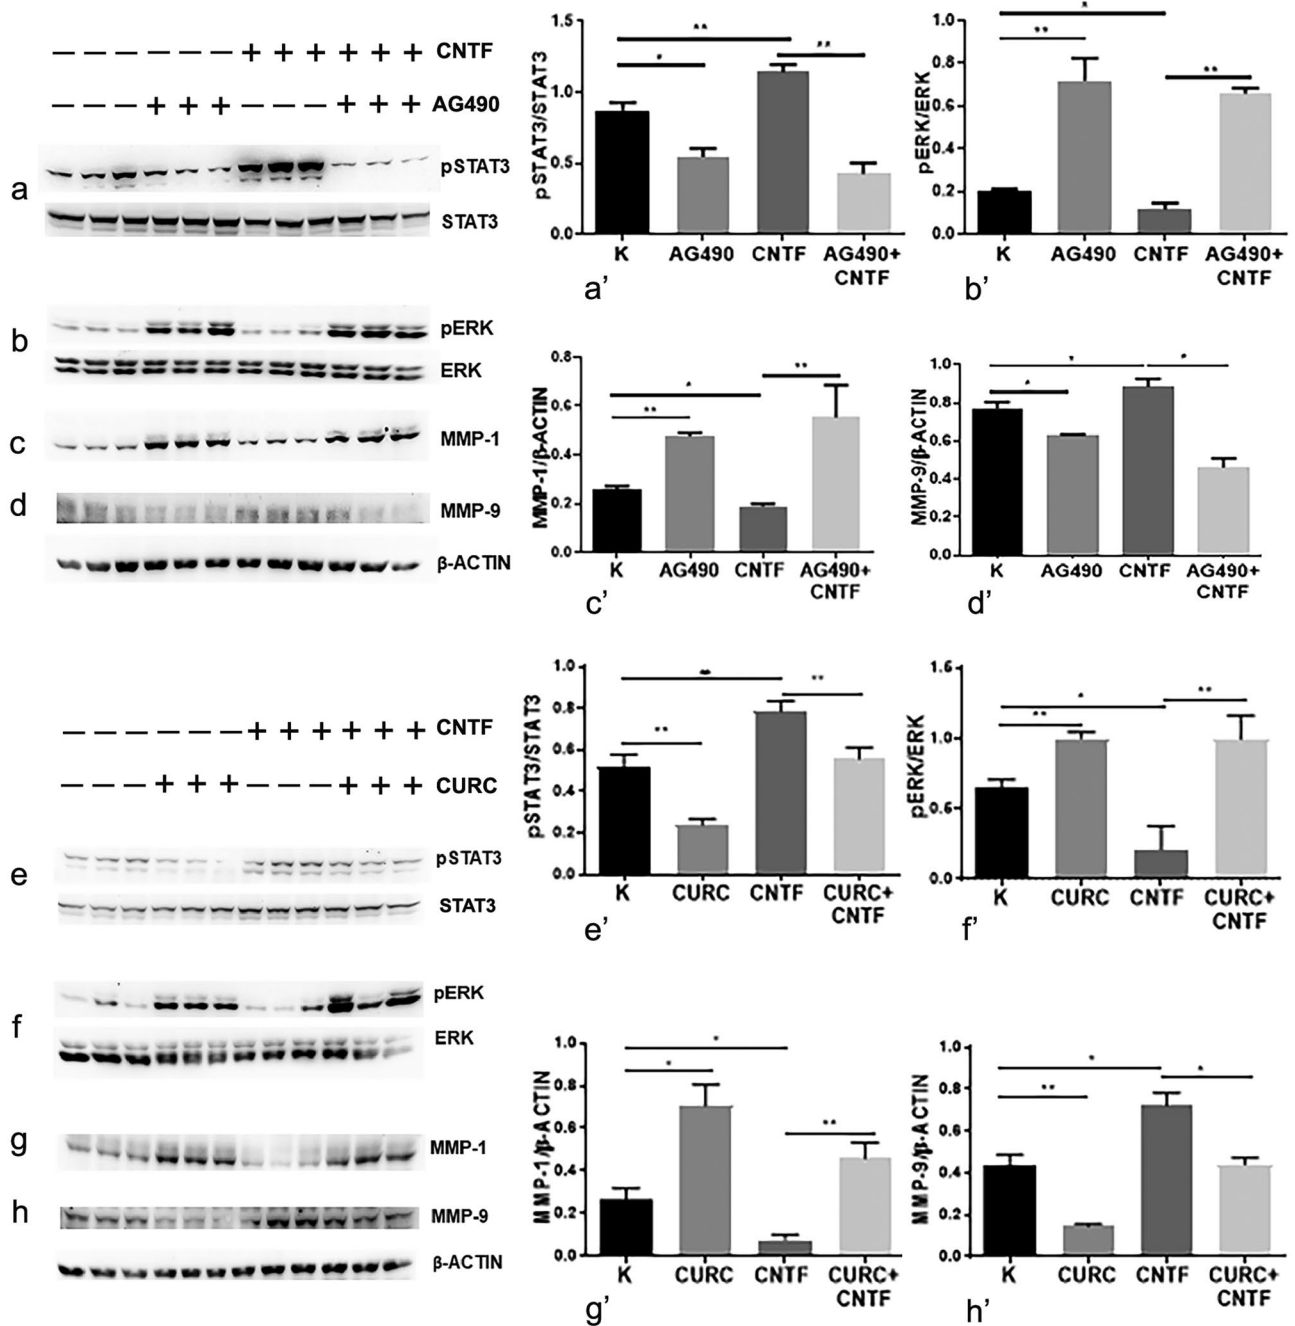 — — — — — — + + + + + + CNTF
— — — + + + — — — + + + AG490
a
pSTAT3
STAT3
b
pERK
ERK
c
MMP-1
d
MMP-9
β-ACTIN
pSTAT3/STAT3
1.5
1.0
0.5
0.0
** * **
K AG490 CNTF AG490+
CNTF
a’
pERK/ERK
1.0
0.8
0.6
0.4
0.2
0.0
* ** **
K AG490 CNTF AG490+
CNTF
b’
MMP-1/β-ACTIN
0.8
0.6
0.4
0.2
0.0
** * **
K AG490 CNTF AG490+
CNTF
c’
MMP-9/β-ACTIN
1.0
0.8
0.6
0.4
0.2
0.0
* * *
K AG490 CNTF AG490+
CNTF
d’
— — — — — — + + + + + + CNTF
— — — + + + — — — + + + CURC
e
pSTAT3
STAT3
f
pERK
ERK
g
MMP-1
h
MMP-9
β-ACTIN
pSTAT3/STAT3
1.0
0.8
0.6
0.4
0.2
0.0
** ** **
K CURC CNTF CURC+
CNTF
e’
pERK/ERK
1.6
1.0
0.6
0.0
** * **
K CURC CNTF CURC+
CNTF
f’
MMP-1/β-ACTIN
1.0
0.8
0.6
0.4
0.2
0.0
* * **
K CURC CNTF CURC+
CNTF
g’
MMP-9/β-ACTIN
1.0
0.8
0.6
0.4
0.2
0.0
* ** *
K CURC CNTF CURC+
CNTF
h’